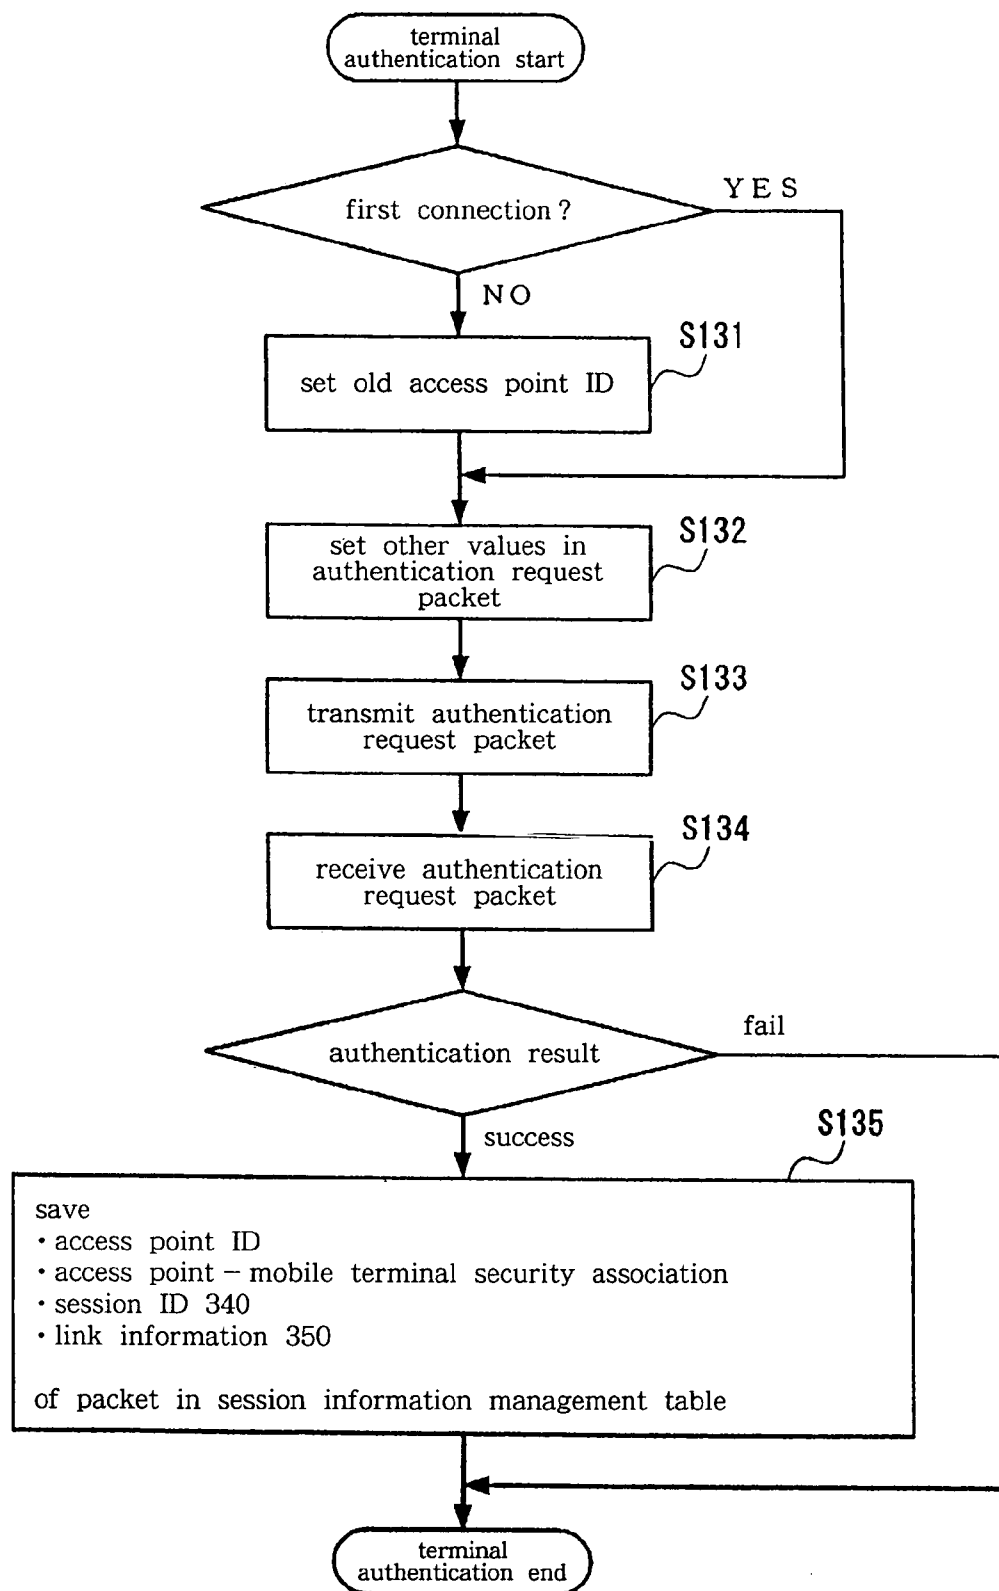 terminal
authentication start
first connection?
YES
NO
S131
set old access point ID
S132
set other values in
authentication request
packet
S133
transmit authentication
request packet
S134
receive authentication
request packet
authentication result
fail
success
S135
save
・access point ID
・access point – mobile terminal security association
・session ID 340
・link information 350
of packet in session information management table
terminal
authentication end